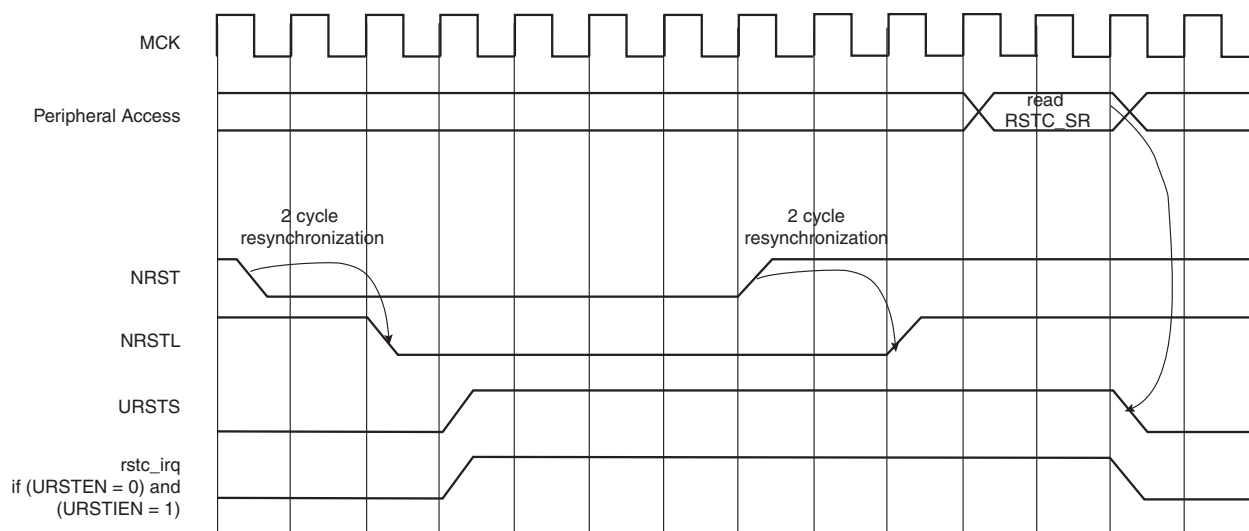 MCK
Peripheral Access
read
RSTC_SR
2 cycle
resynchronization
2 cycle
resynchronization
NRST
NRSTL
URSTS
rstc_irq
if (URSTEN = 0) and
(URSTIEN = 1)